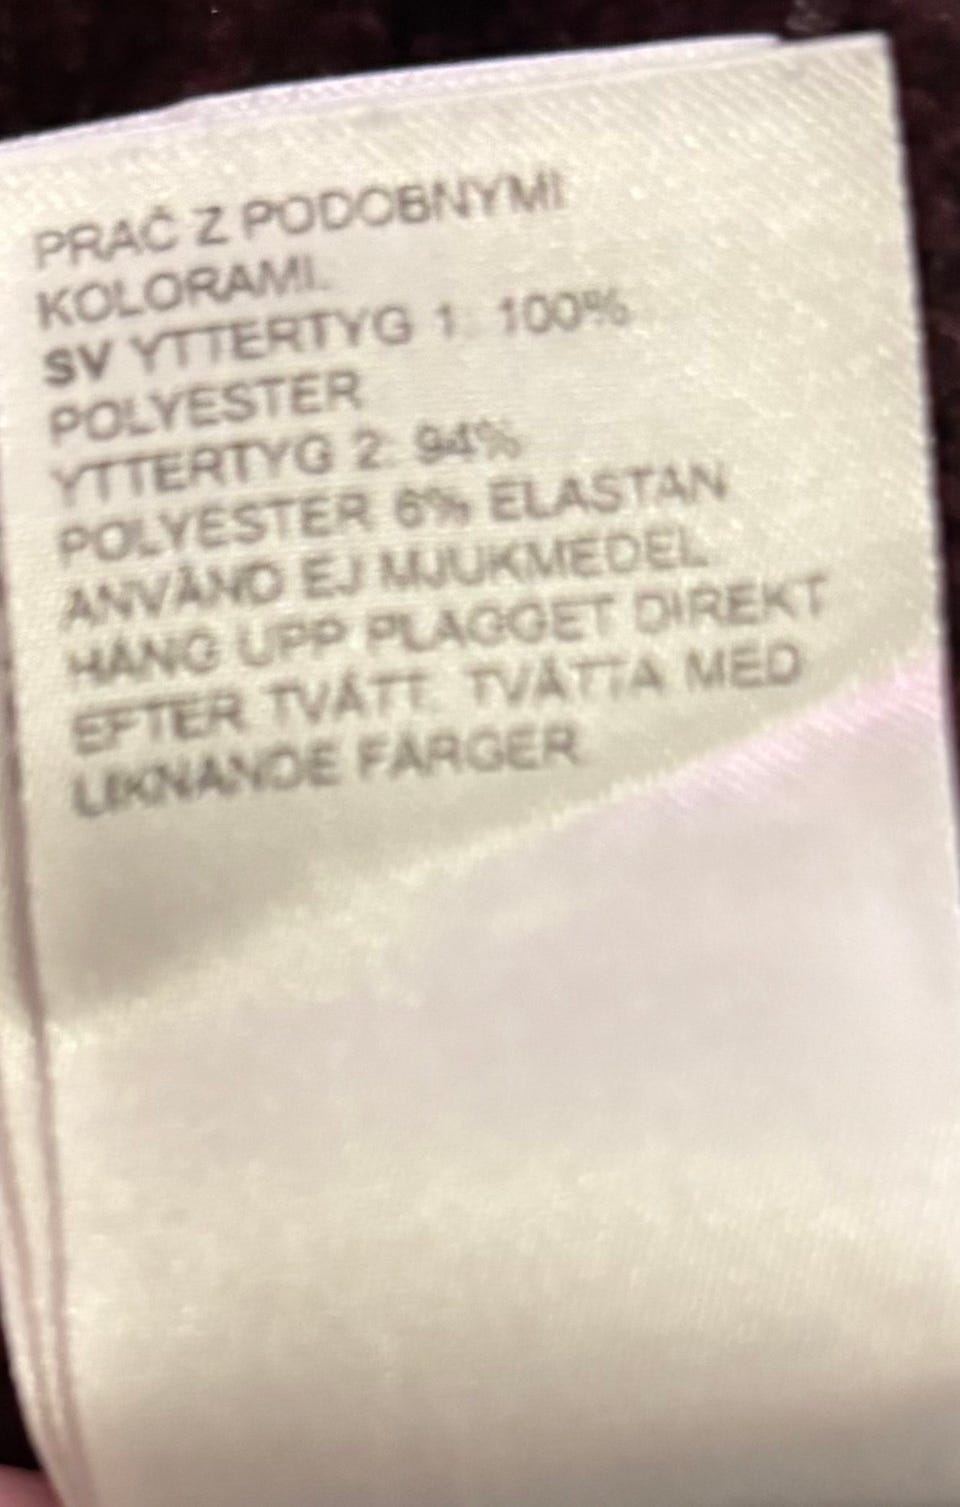 PRAĆ Z PODOBNYMI
KOLORAMI.
SV YTTERTYG 1: 100%
POLYESTER
YTTERTYG 2: 94%
POLYESTER 6% ELASTAN
ANVÄND EJ MJUKMEDEL.
HÄNG UPP PLAGGET DIREKT
EFTER TVÄTT. TVÄTTA MED
LIKNANDE FÄRGER.